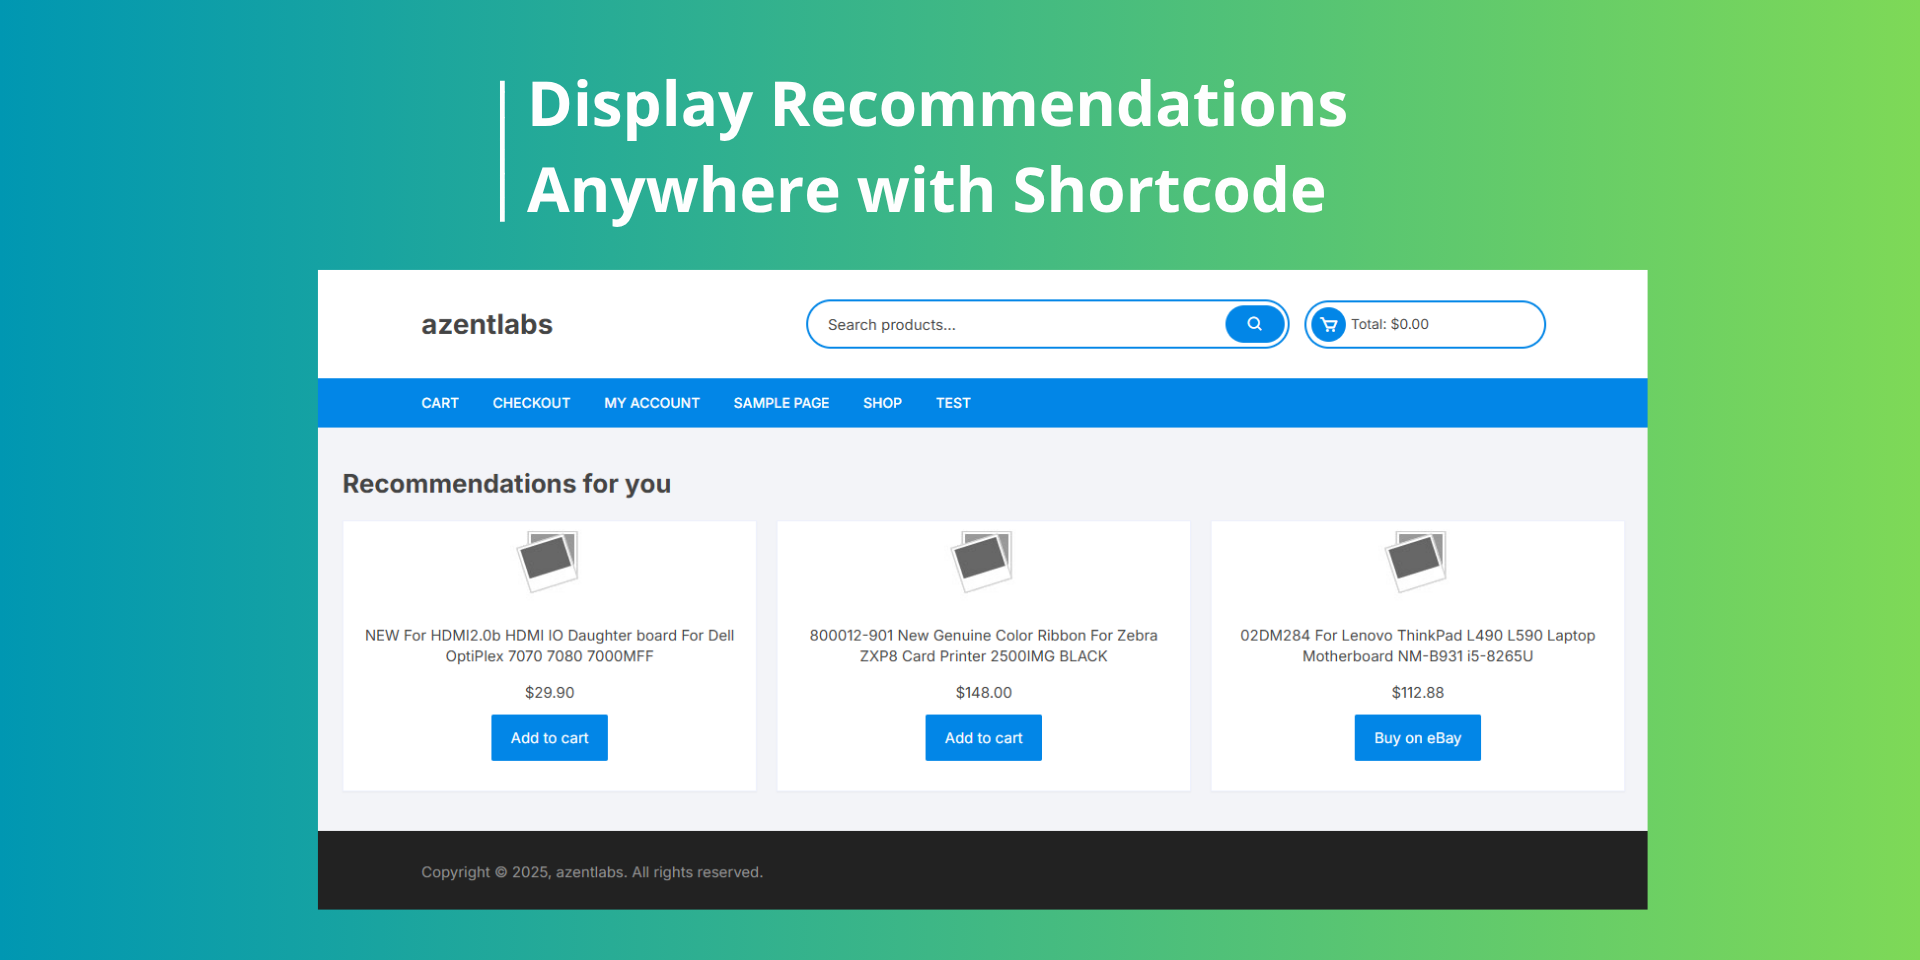 Display Recommendations
Anywhere with Shortcode
azentlabs
Search products...
Total: $0.00
CART
CHECKOUT
MY ACCOUNT
SAMPLE PAGE
SHOP
TEST
Recommendations for you
NEW For HDMI2.0b HDMI IO Daughter board For Dell
OptiPlex 7070 7080 7000MFF
$29.90
Add to cart
800012-901 New Genuine Color Ribbon For Zebra
ZXP8 Card Printer 2500IMG BLACK
$148.00
Add to cart
02DM284 For Lenovo ThinkPad L490 L590 Laptop
Motherboard NM-B931 i5-8265U
$112.88
Buy on eBay
Copyright © 2025, azentlabs. All rights reserved.